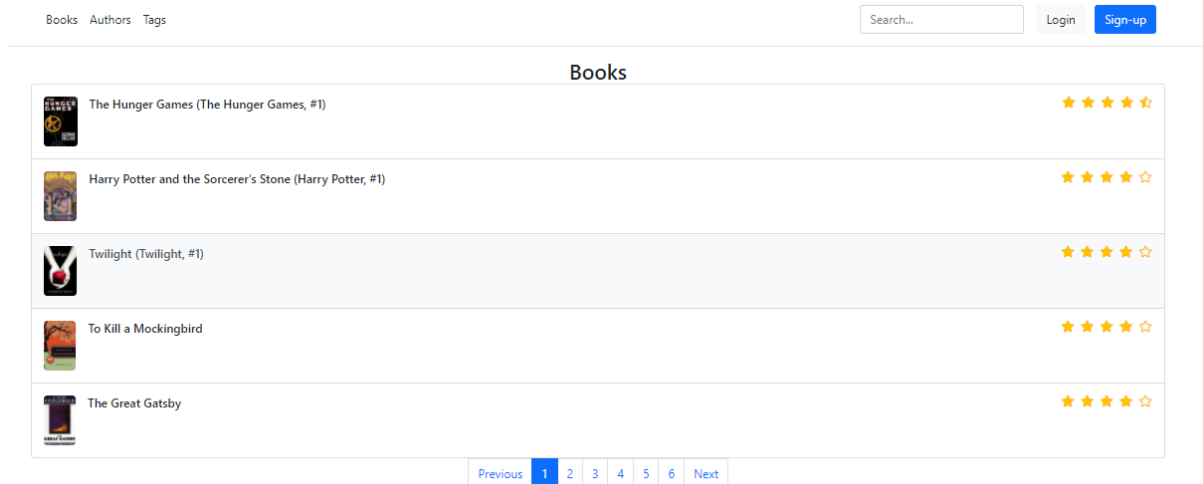 Books Authors Tags Search... Login Sign-up
Books
The Hunger Games (The Hunger Games, #1)
Harry Potter and the Sorcerer's Stone (Harry Potter, #1)
Twilight (Twilight, #1)
To Kill a Mockingbird
The Great Gatsby
Previous 1 2 3 4 5 6 Next